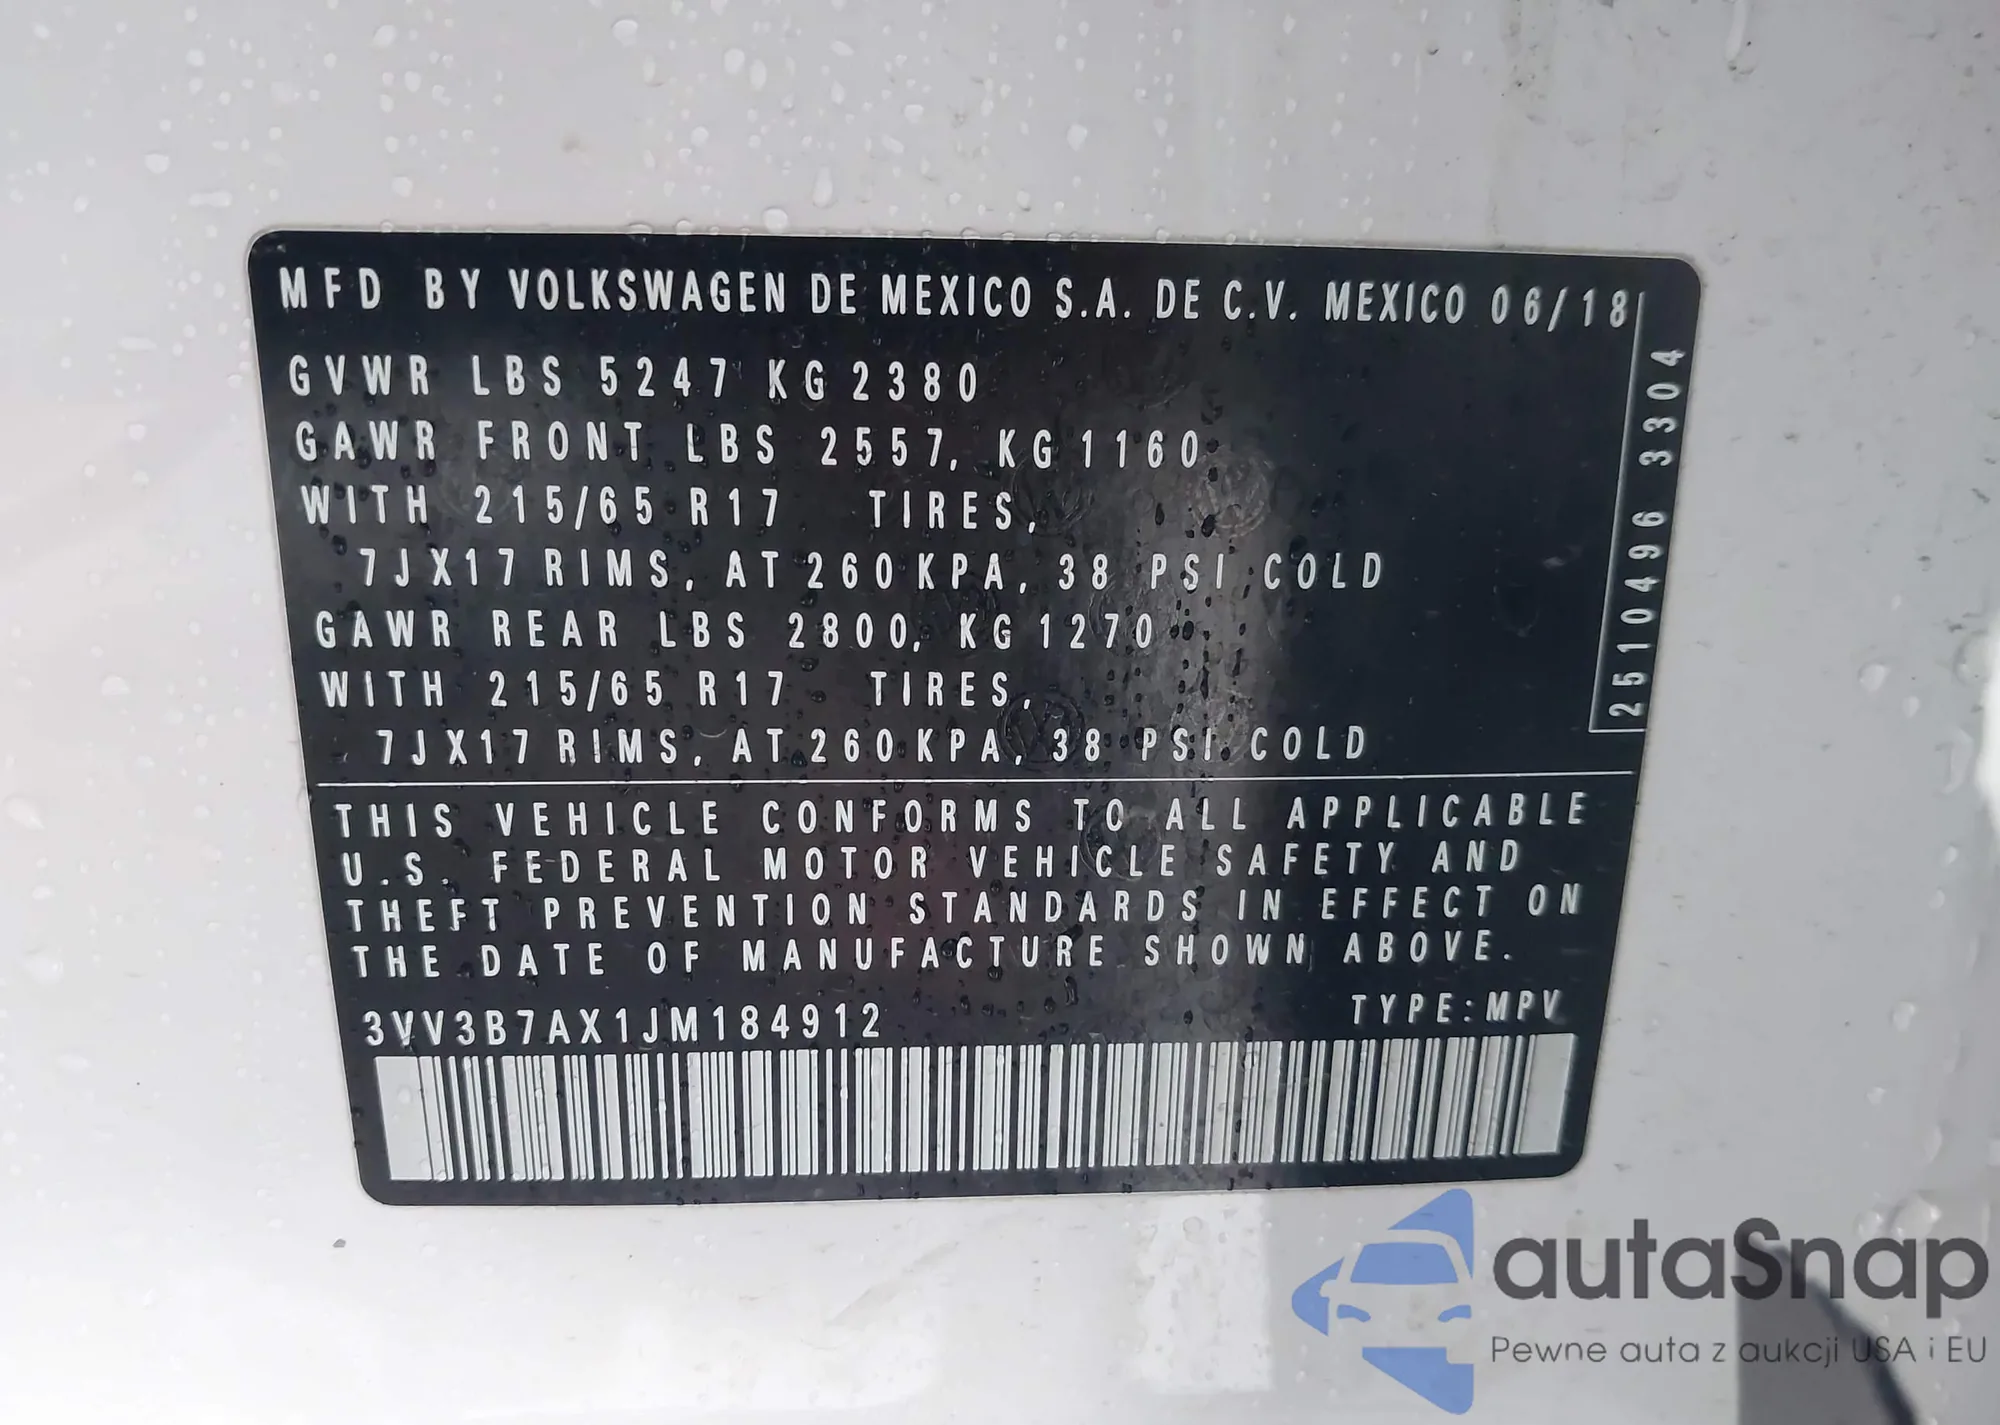 MFD BY VOLKSWAGEN DE MEXICO S.A. DE C.V. MEXICO 06/18
GVWR LBS 5247 KG 2380
GAWR FRONT LBS 2557, KG 1160
WITH 215/65 R17 TIRES,
7JX17 RIMS, AT 260 KPA, 38 PSI COLD
GAWR REAR LBS 2800, KG 1270
WITH 215/65 R17 TIRES,
7JX17 RIMS, AT 260 KPA, 38 PSI COLD
2510496 3304
THIS VEHICLE CONFORMS TO ALL APPLICABLE
U.S. FEDERAL MOTOR VEHICLE SAFETY AND
THEFT PREVENTION STANDARDS IN EFFECT ON
THE DATE OF MANUFACTURE SHOWN ABOVE.
3VV3B7AX1JM184912 TYPE:MPV
autaSnap
Pewne auta z aukcji USA i EU